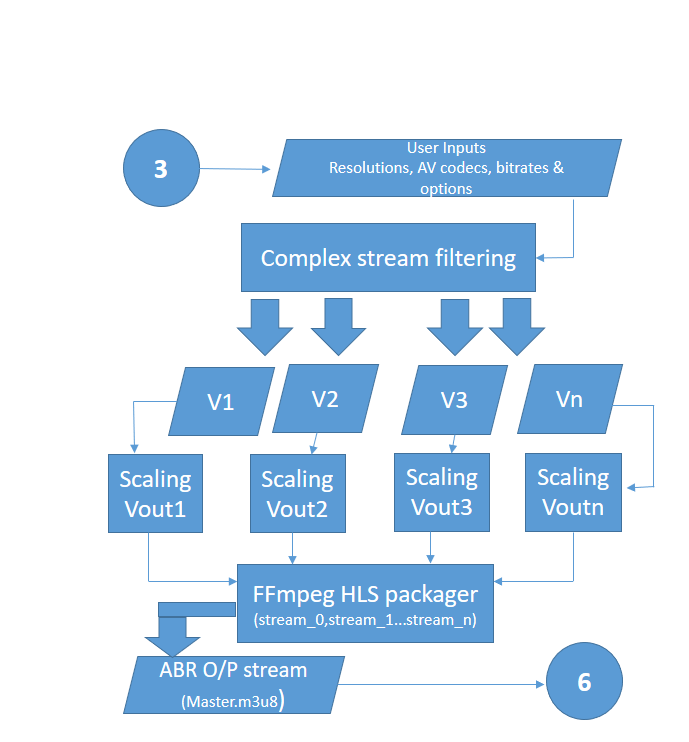 3
User Inputs
Resolutions, AV codecs, bitrates &
options
Complex stream filtering
V1
V2
V3
Vn
Scaling
Vout1
Scaling
Vout2
Scaling
Vout3
Scaling
Voutn
FFmpeg HLS packager
(stream_0,stream_1...stream_n)
ABR O/P stream
(Master.m3u8)
6